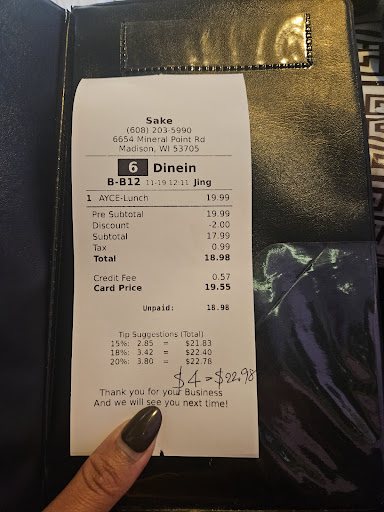 Sake
(608) 203-5990
6654 Mineral Point Rd
Madison, WI 53705
6 Dinein
B-B12 11-19 12:11 Jing
1 AYCE-Lunch 19.99
Pre Subtotal 19.99
Discount -2.00
Subtotal 17.99
Tax 0.99
Total 18.98
Credit Fee 0.57
Card Price 19.55
Unpaid: 18.98
Tip Suggestions (Total)
15%: 2.85 = $21.83
18%: 3.42 = $22.40
20%: 3.80 = $22.78
$4 = $22.98
Thank you for your Business
And we will see you next time!